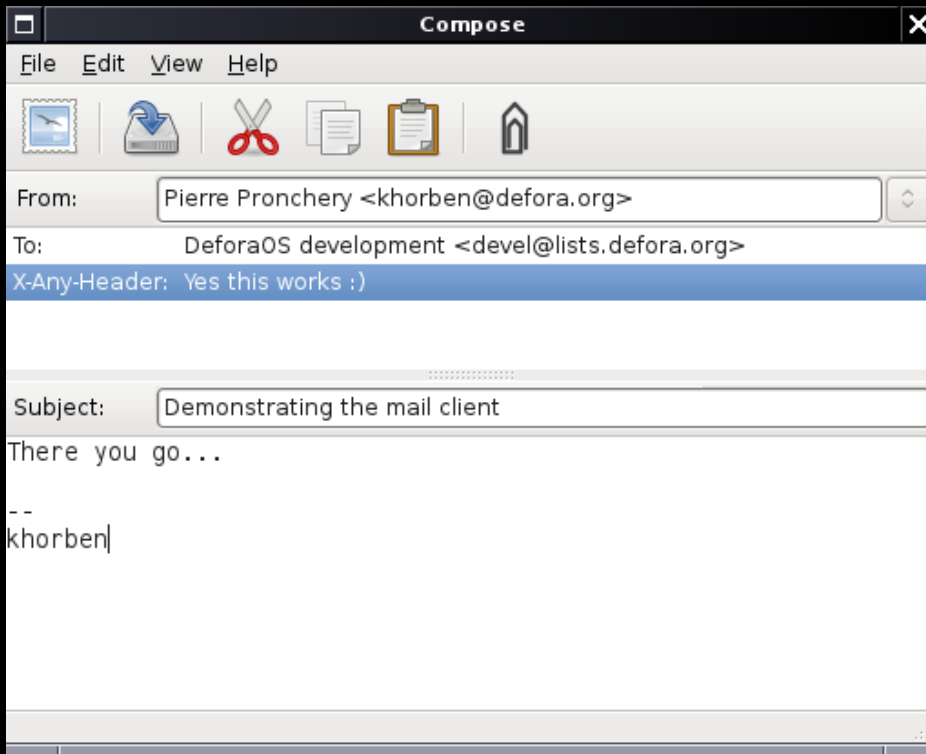 Compose
File Edit View Help
From: Pierre Pronchery <khorben@defora.org>
To: DeforaOS development <devel@lists.defora.org>
X-Any-Header: Yes this works :)
Subject: Demonstrating the mail client
There you go...
--
khorben